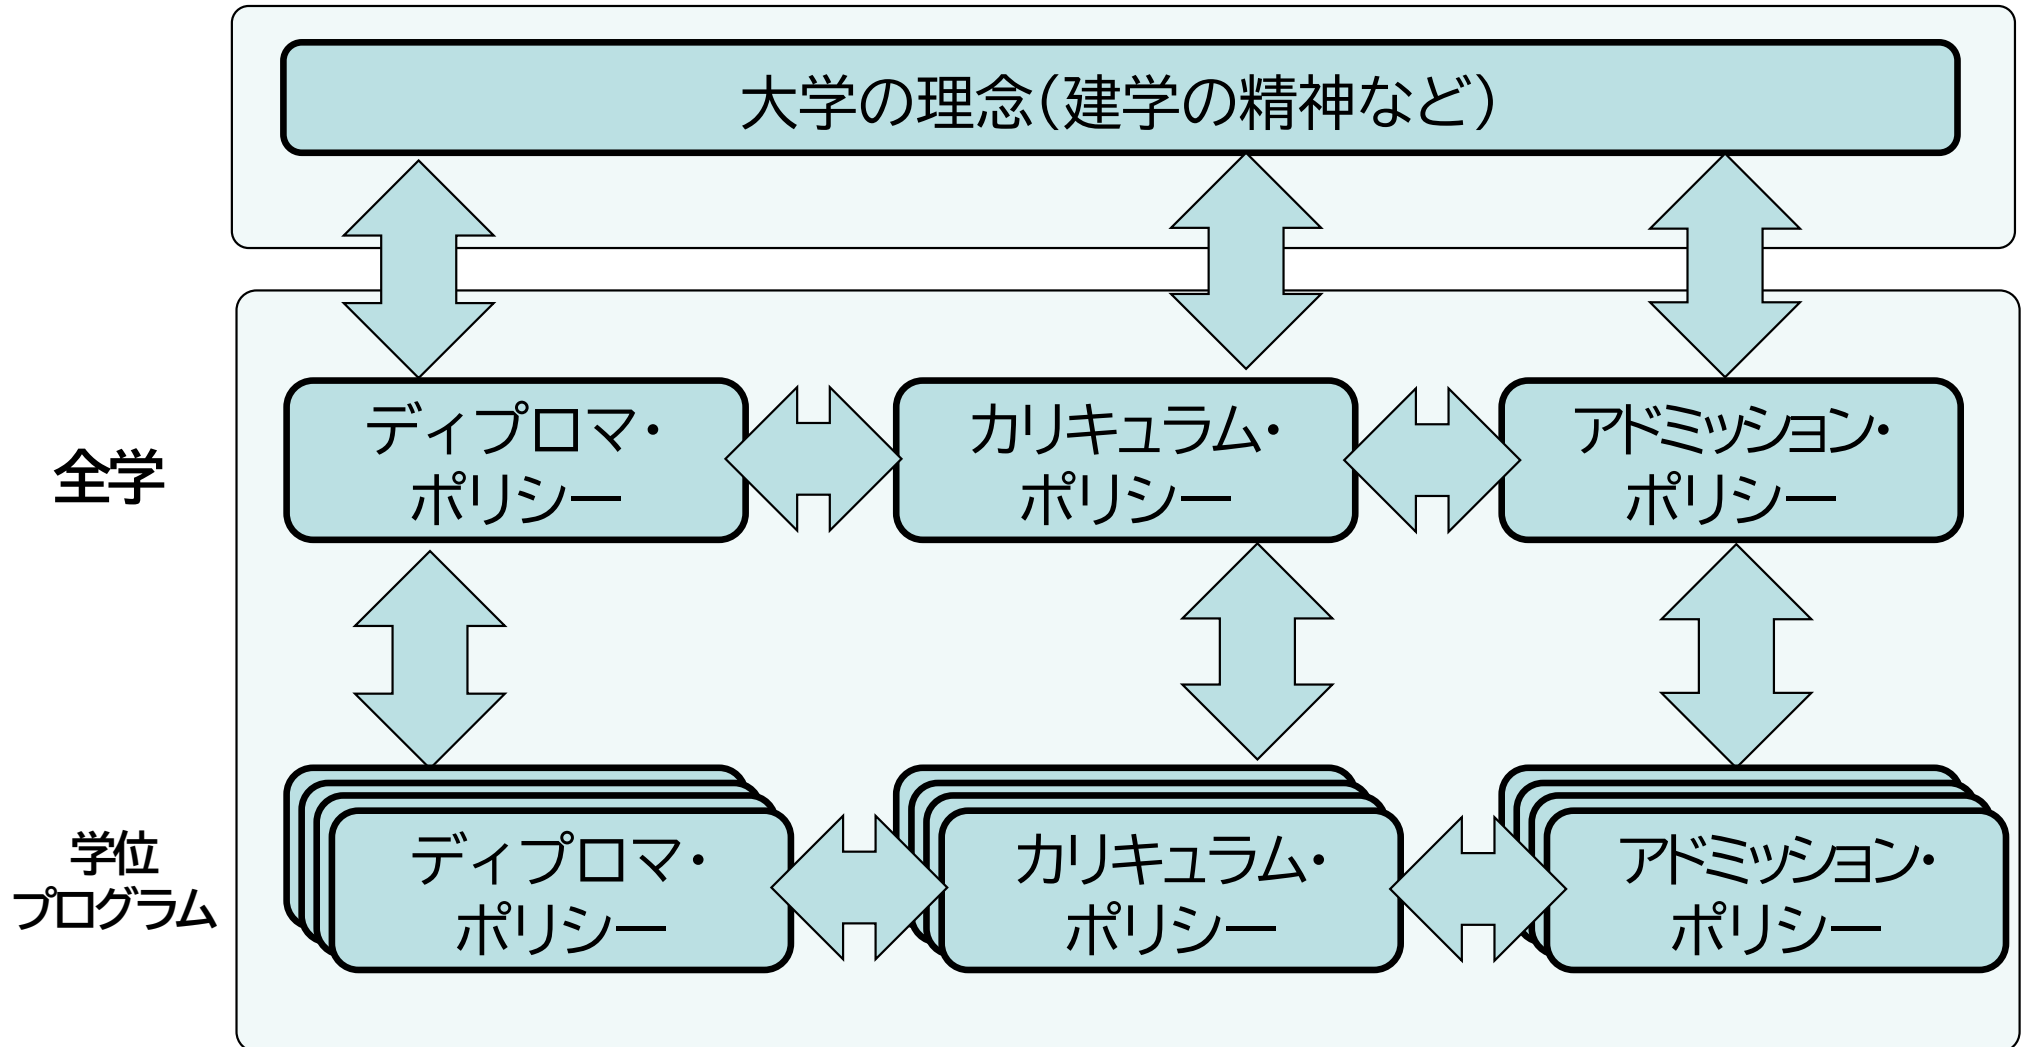 大学の理念（建学の精神など）
全学
ディプロマ・
ポリシー
カリキュラム・
ポリシー
アドミッション・
ポリシー
学位
プログラム
ディプロマ・
ポリシー
カリキュラム・
ポリシー
アドミッション・
ポリシー